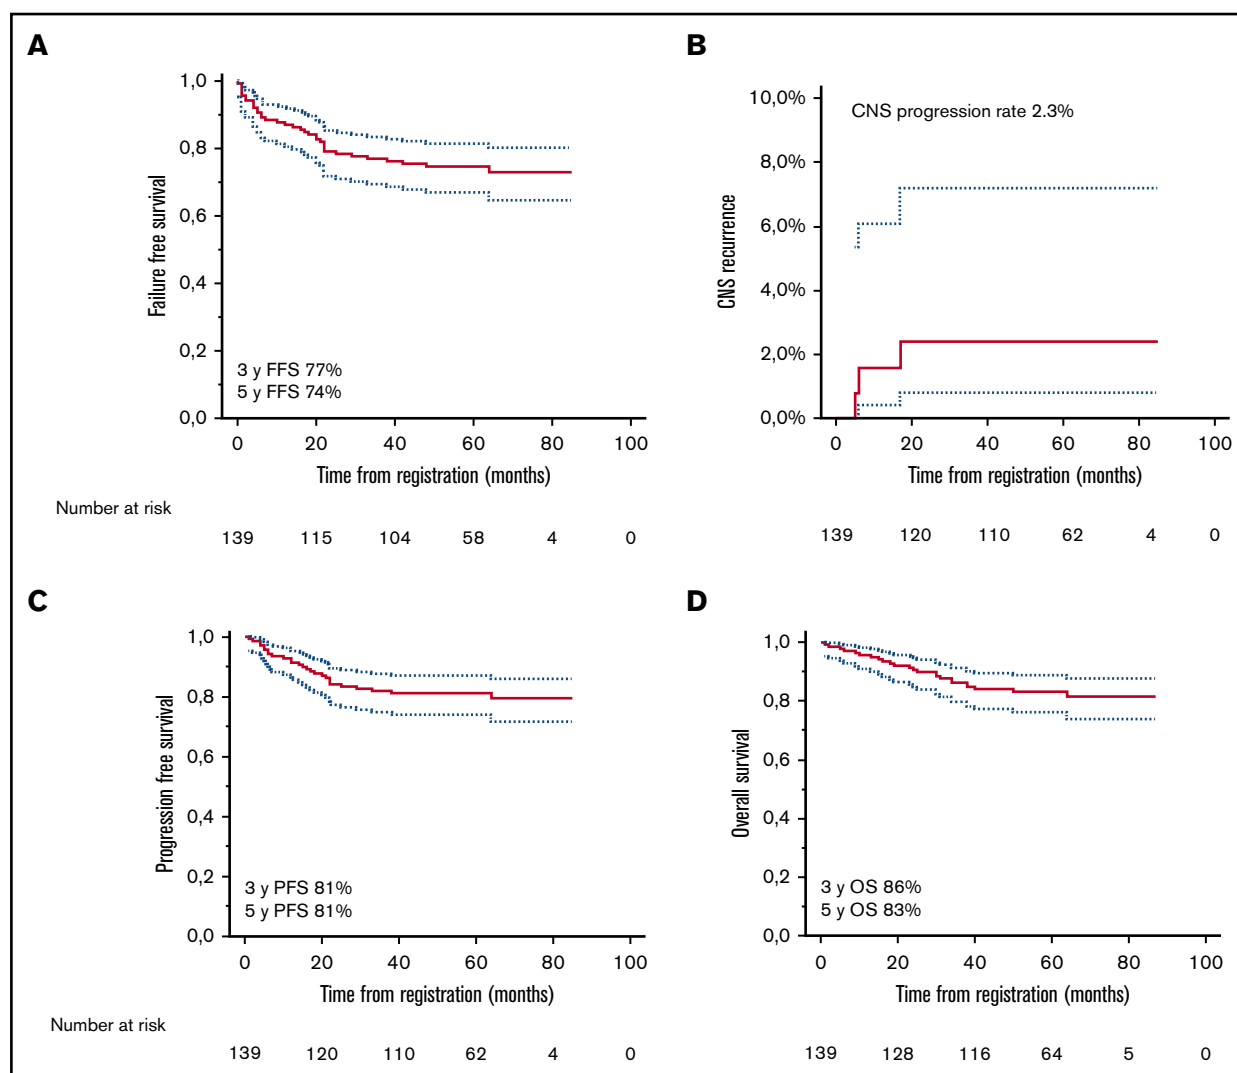 A
1,0
0,8
0,6
0,4
0,2
0,0
Failure free survival
3 y FFS 77%
5 y FFS 74%
0 20 40 60 80 100
Time from registration (months)
Number at risk
139 115 104 58 4 0
B
10,0%
8,0%
6,0%
4,0%
2,0%
0,0%
CNS recurrence
CNS progression rate 2.3%
0 20 40 60 80 100
Time from registration (months)
139 120 110 62 4 0
C
1,0
0,8
0,6
0,4
0,2
0,0
Progression free survival
3 y PFS 81%
5 y PFS 81%
0 20 40 60 80 100
Time from registration (months)
Number at risk
139 120 110 62 4 0
D
1,0
0,8
0,6
0,4
0,2
0,0
Overall survival
3 y OS 86%
5 y OS 83%
0 20 40 60 80 100
Time from registration (months)
139 128 116 64 5 0